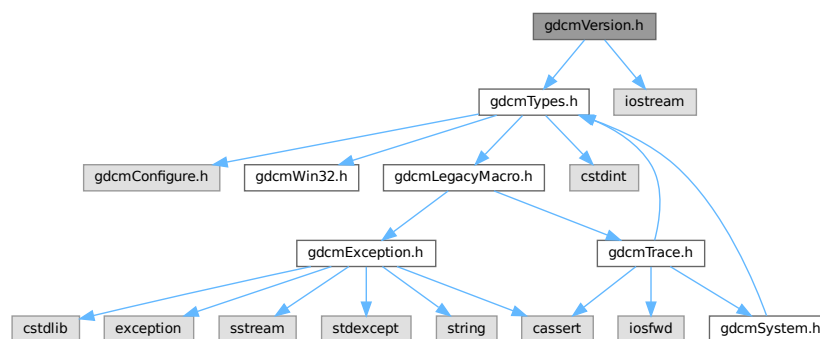 gdcmVersion.h
gdcmTypes.h
iostream
gdcmConfigure.h
gdcmWin32.h
gdcmLegacyMacro.h
cstdint
gdcmException.h
gdcmTrace.h
cstdlib
exception
sstream
stdexcept
string
cassert
iosfwd
gdcmSystem.h